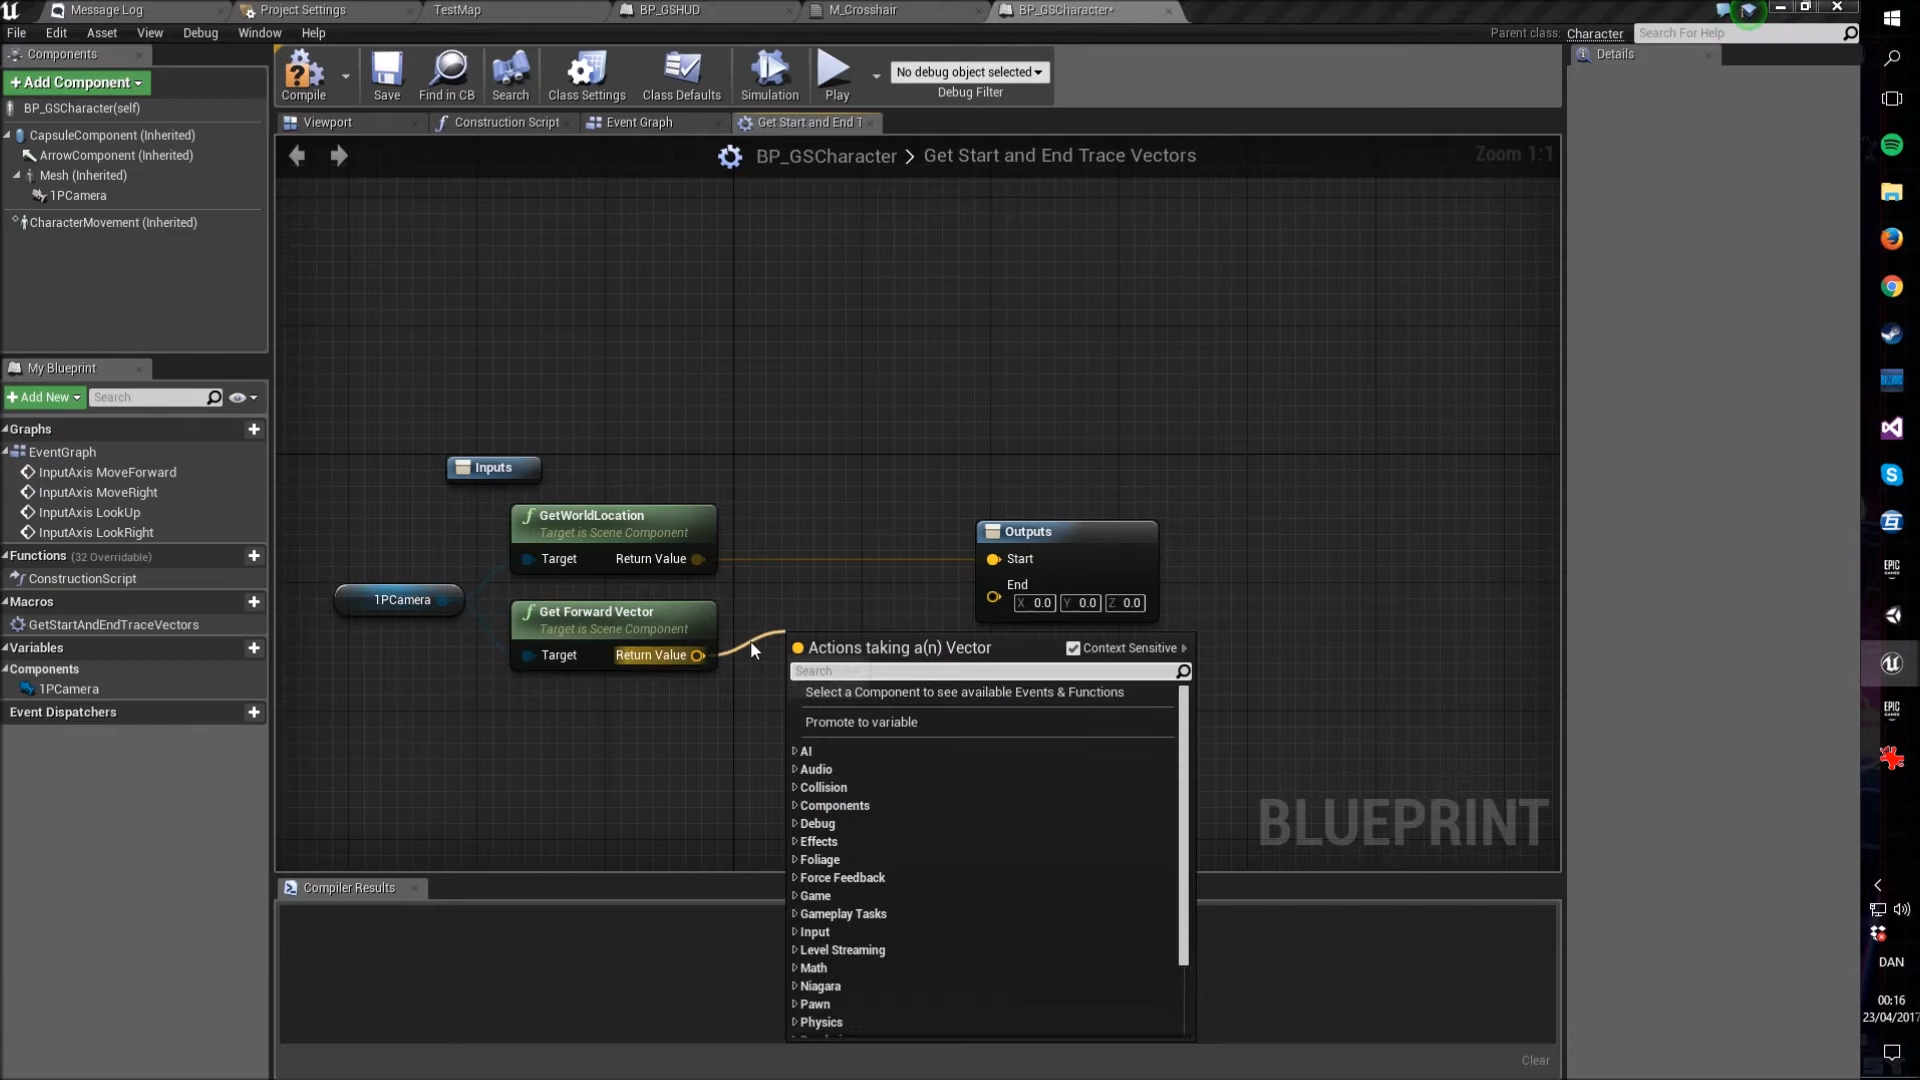 Message Log
Project Settings
TestMap
BP_GSHUD
M_Crosshair
BP_GSCharacter*
File
Edit
Asset
View
Debug
Window
Help
Parent class: Character
Search For Help
Components
+Add Component
BP_GSCharacter(self)
CapsuleComponent (Inherited)
ArrowComponent (Inherited)
Mesh (Inherited)
1PCamera
CharacterMovement (Inherited)
Compile
Save
Find in CB
Search
Class Settings
Class Defaults
Simulation
Play
No debug object selected
Debug Filter
Details
Viewport
Construction Script
Event Graph
Get Start and End T
BP_GSCharacter > Get Start and End Trace Vectors
Zoom 1:1
My Blueprint
+Add New
Search
Graphs
EventGraph
InputAxis MoveForward
InputAxis MoveRight
InputAxis LookUp
InputAxis LookRight
Functions (32 Overridable)
ConstructionScript
Macros
GetStartAndEndTraceVectors
Variables
Components
1PCamera
Event Dispatchers
Inputs
GetWorldLocation
Target is Scene Component
Target
Return Value
1PCamera
Get Forward Vector
Target is Scene Component
Target
Return Value
Outputs
Start
End
X 0.0 Y 0.0 Z 0.0
Actions taking a(n) Vector
Context Sensitive
Search
Select a Component to see available Events & Functions
Promote to variable
AI
Audio
Collision
Components
Debug
Effects
Foliage
Force Feedback
Game
Gameplay Tasks
Input
Level Streaming
Math
Niagara
Pawn
Physics
BLUEPRINT
Compiler Results
Clear
EPIC
EPIC
DAN
00:16
23/04/2017